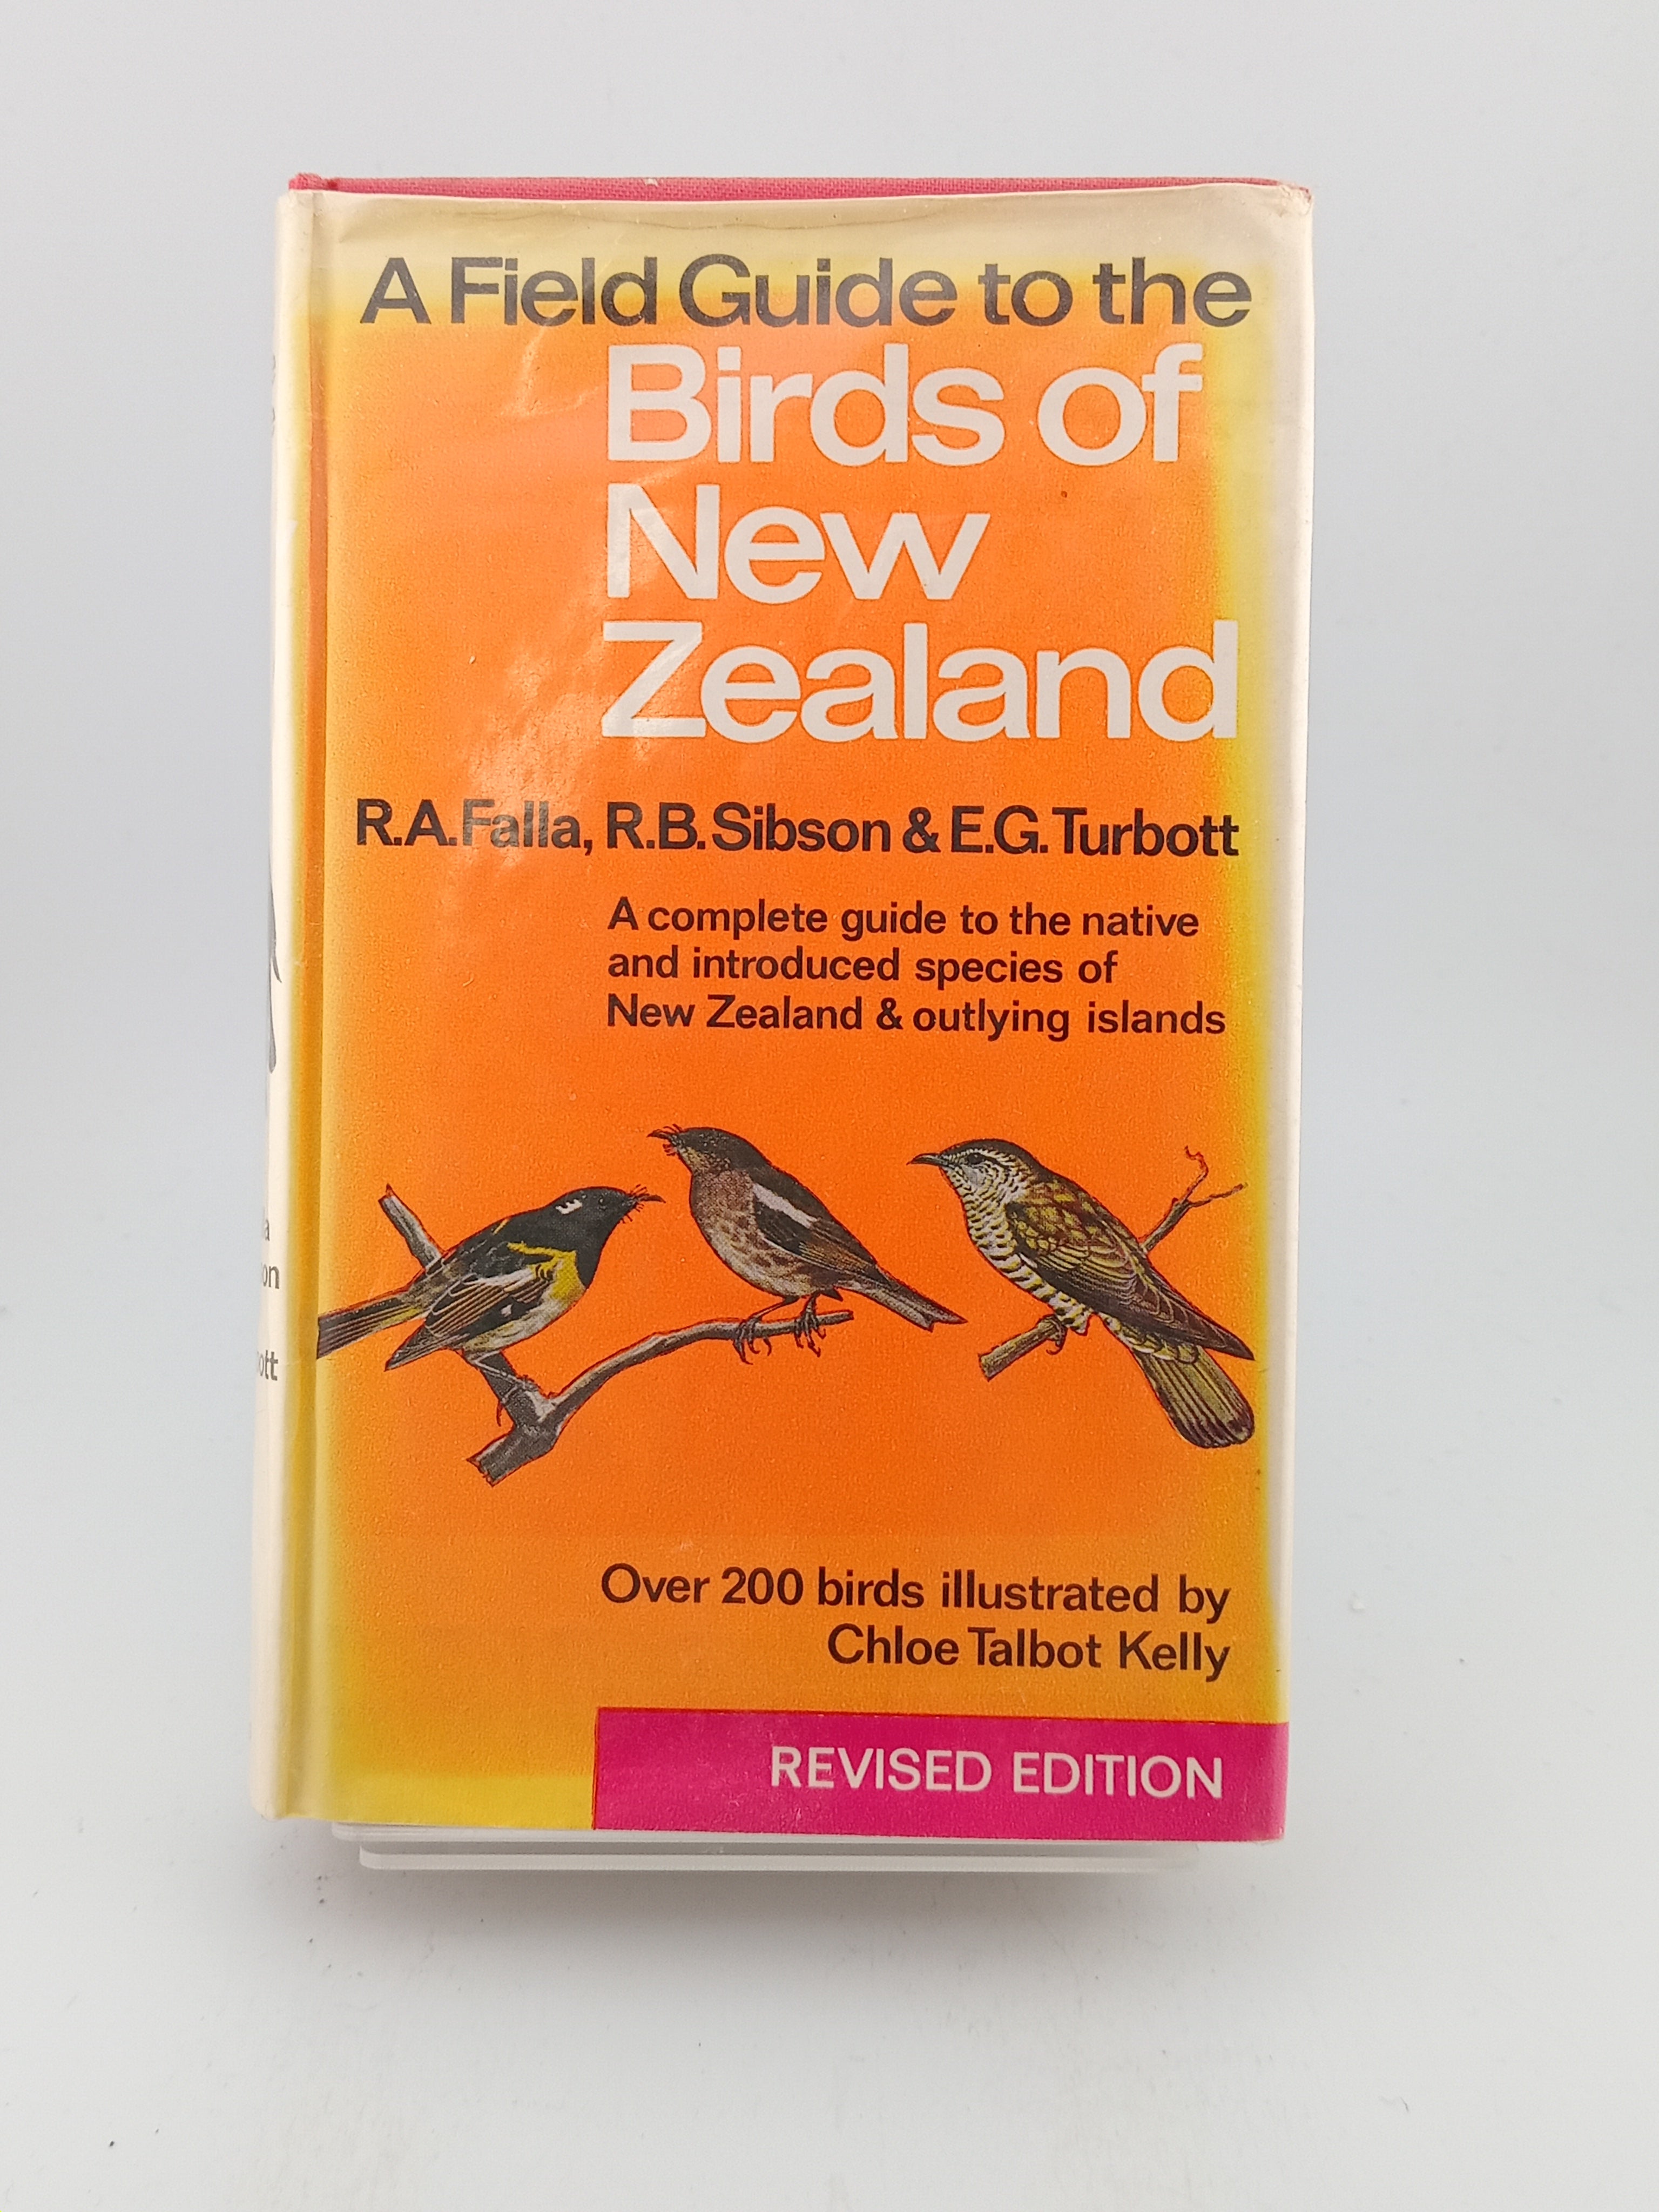 A Field Guide to the
Birds of
New
Zealand
R.A.Falla, R.B.Sibson & E.G.Turbott
A complete guide to the native
and introduced species of
New Zealand & outlying islands
Over 200 birds illustrated by
Chloe Talbot Kelly
REVISED EDITION